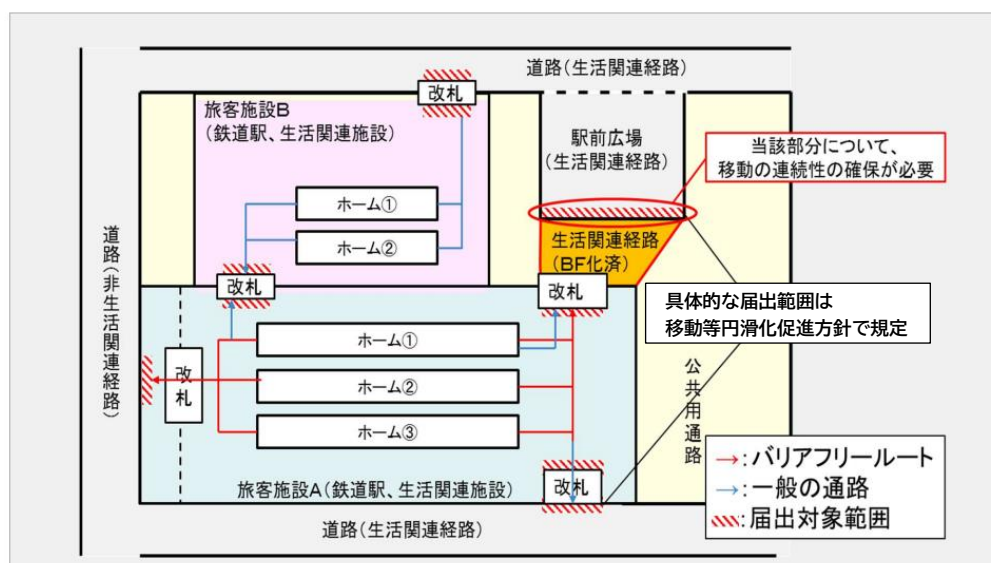 道路(生活関連経路)
改札
旅客施設B
(鉄道駅、生活関連施設)
駅前広場
(生活関連経路)
当該部分について、
移動の連続性の確保が必要
ホーム①
ホーム②
生活関連経路
(BF化済)
道路(非生活関連経路)
改札
改札
具体的な届出範囲は
移動等円滑化促進方針で規定
ホーム①
改札
ホーム②
ホーム③
公共用通路
旅客施設A(鉄道駅、生活関連施設)
改札
道路(生活関連経路)
→:バリアフリールート
→:一般の通路
:届出対象範囲